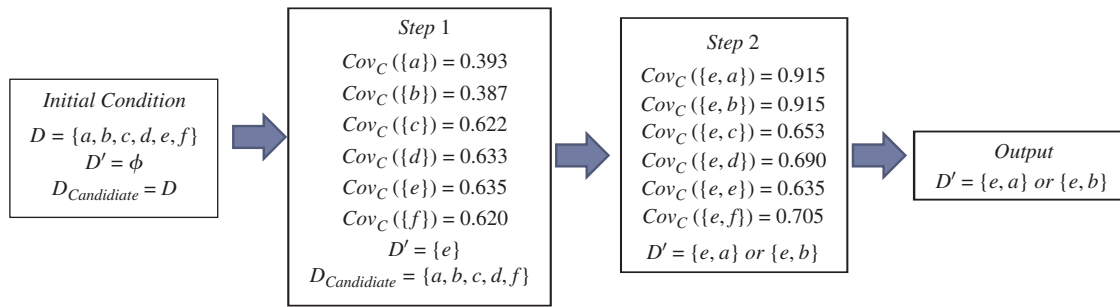 Initial Condition
D = {a, b, c, d, e, f}
D′ = ϕ
D_Candidiate = D
Step 1
Cov_C ({a}) = 0.393
Cov_C ({b}) = 0.387
Cov_C ({c}) = 0.622
Cov_C ({d}) = 0.633
Cov_C ({e}) = 0.635
Cov_C ({f}) = 0.620
D′ = {e}
D_Candidiate = {a, b, c, d, f}
Step 2
Cov_C ({e, a}) = 0.915
Cov_C ({e, b}) = 0.915
Cov_C ({e, c}) = 0.653
Cov_C ({e, d}) = 0.690
Cov_C ({e, e}) = 0.635
Cov_C ({e, f}) = 0.705
D′ = {e, a} or {e, b}
Output
D′ = {e, a} or {e, b}